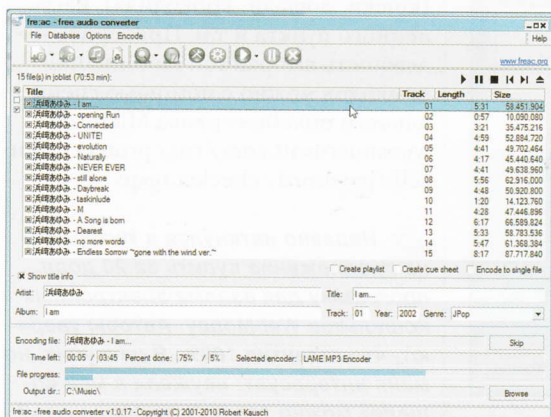 fre:ac - free audio converter
File Database Options Encode Help
www.freac.org
15 file(s) in joblist (70:53 min):
Title Track Length Size
浜崎あゆみ - I am... 01 5:31 58.451.904
浜崎あゆみ - opening Run 02 0:57 10.090.080
浜崎あゆみ - Connected 03 3:21 35.475.216
浜崎あゆみ - UNITE! 04 4:59 52.884.720
浜崎あゆみ - evolution 05 4:41 49.702.464
浜崎あゆみ - Naturally 06 4:17 45.440.640
浜崎あゆみ - NEVER EVER 07 4:41 49.638.960
浜崎あゆみ - still alone 08 5:56 62.916.000
浜崎あゆみ - Daybreak 09 4:48 50.920.800
浜崎あゆみ - taskinlude 10 1:20 14.123.760
浜崎あゆみ - M 11 4:28 47.446.896
浜崎あゆみ - A Song is born 12 6:17 66.589.824
浜崎あゆみ - Dearest 13 5:33 58.783.536
浜崎あゆみ - no more words 14 5:47 61.368.384
浜崎あゆみ - Endless Sorrow ~gone with the wind ver.~ 15 8:17 87.717.840
Create playlist Create cue sheet Encode to single file
Show title info
Artist: 浜崎あゆみ Title: I am...
Album: I am Track: 01 Year: 2002 Genre: JPop
Encoding file: 浜崎あゆみ - I am... Skip
Time left: 00:05 / 03:45 Percent done: 75% / 5% Selected encoder: LAME MP3 Encoder
File progress:
Output dir.: C:\Music\ Browse
fre:ac - free audio converter v1.0.17 - Copyright (C) 2001-2010 Robert Kausch